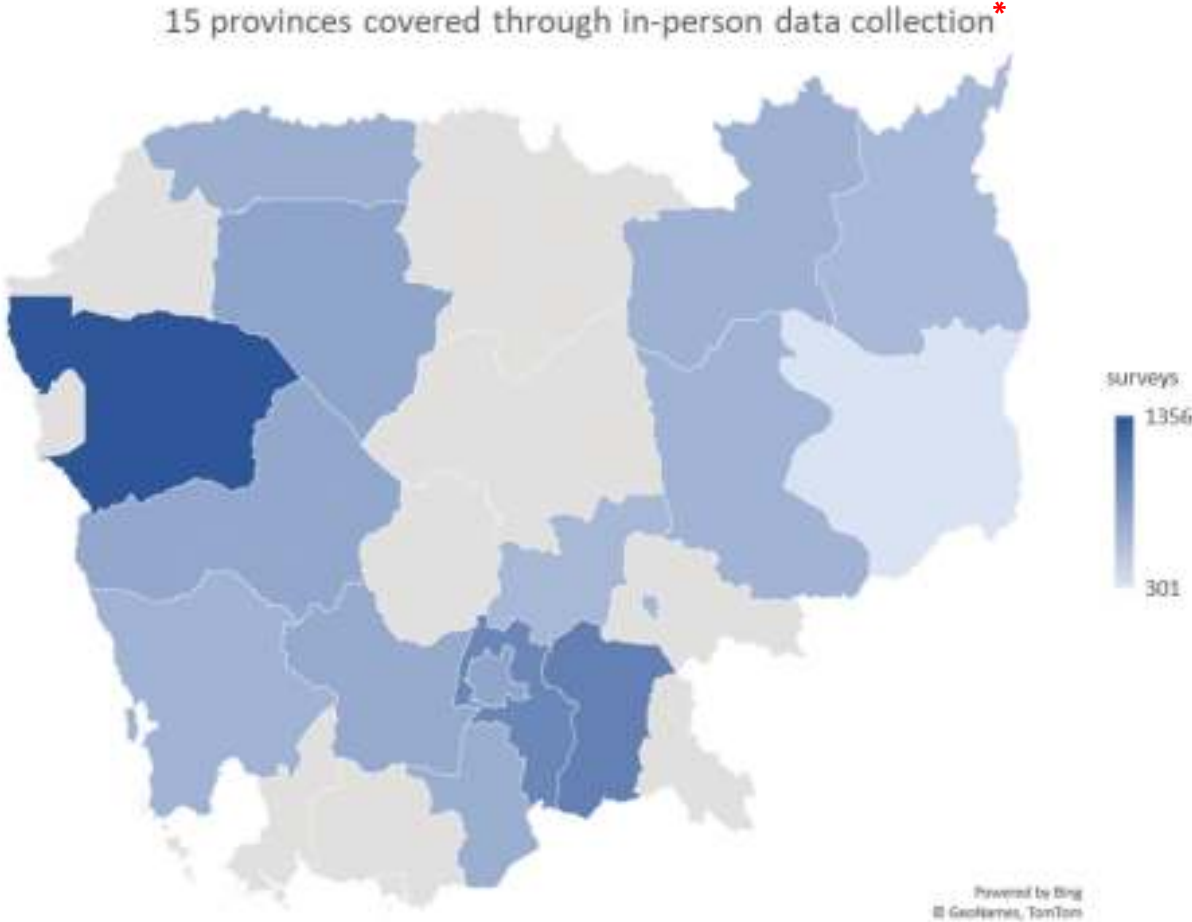 15 provinces covered through in-person data collection*
surveys
1356
301
Powered by Bing
© GeoNames, TomTom